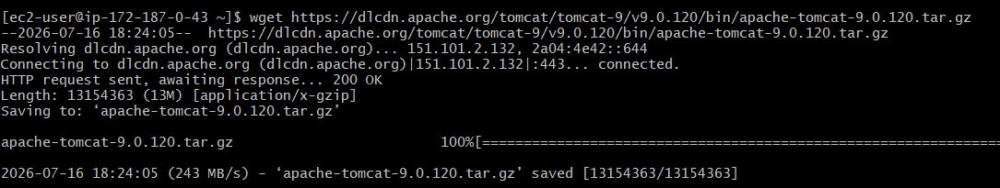 [ec2-user@ip-172-187-0-43 ~]$ wget https://dlcdn.apache.org/tomcat/tomcat-9/v9.0.120/bin/apache-tomcat-9.0.120.tar.gz
--2026-07-16 18:24:05--  https://dlcdn.apache.org/tomcat/tomcat-9/v9.0.120/bin/apache-tomcat-9.0.120.tar.gz
Resolving dlcdn.apache.org (dlcdn.apache.org)... 151.101.2.132, 2a04:4e42::644
Connecting to dlcdn.apache.org (dlcdn.apache.org)|151.101.2.132|:443... connected.
HTTP request sent, awaiting response... 200 OK
Length: 13154363 (13M) [application/x-gzip]
Saving to: ‘apache-tomcat-9.0.120.tar.gz’
apache-tomcat-9.0.120.tar.gz                         100%[===============================================================
2026-07-16 18:24:05 (243 MB/s) - ‘apache-tomcat-9.0.120.tar.gz’ saved [13154363/13154363]